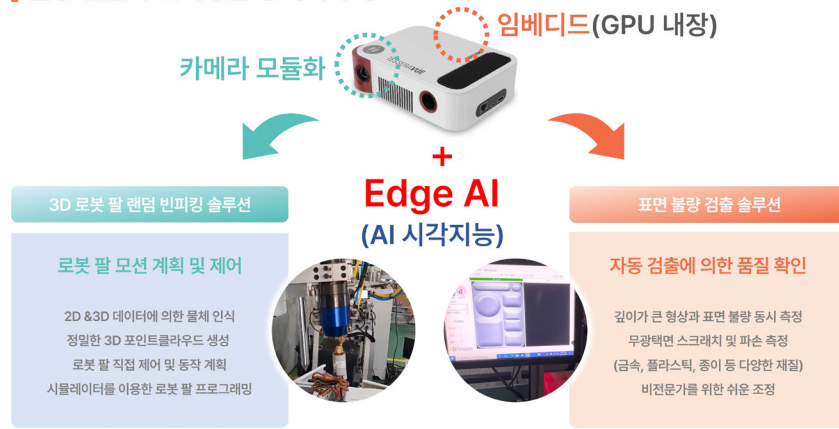 임베디드(GPU 내장)
카메라 모듈화
TESSERAVUE
+
Edge AI
(AI 시각지능)
3D 로봇 팔 랜덤 빈피킹 솔루션
로봇 팔 모션 계획 및 제어
2D &3D 데이터에 의한 물체 인식
정밀한 3D 포인트클라우드 생성
로봇 팔 직접 제어 및 동작 계획
시뮬레이터를 이용한 로봇 팔 프로그래밍
표면 불량 검출 솔루션
자동 검출에 의한 품질 확인
깊이가 큰 형상과 표면 불량 동시 측정
무광택면 스크래치 및 파손 측정
(금속, 플라스틱, 종이 등 다양한 재질)
비전문가를 위한 쉬운 조정